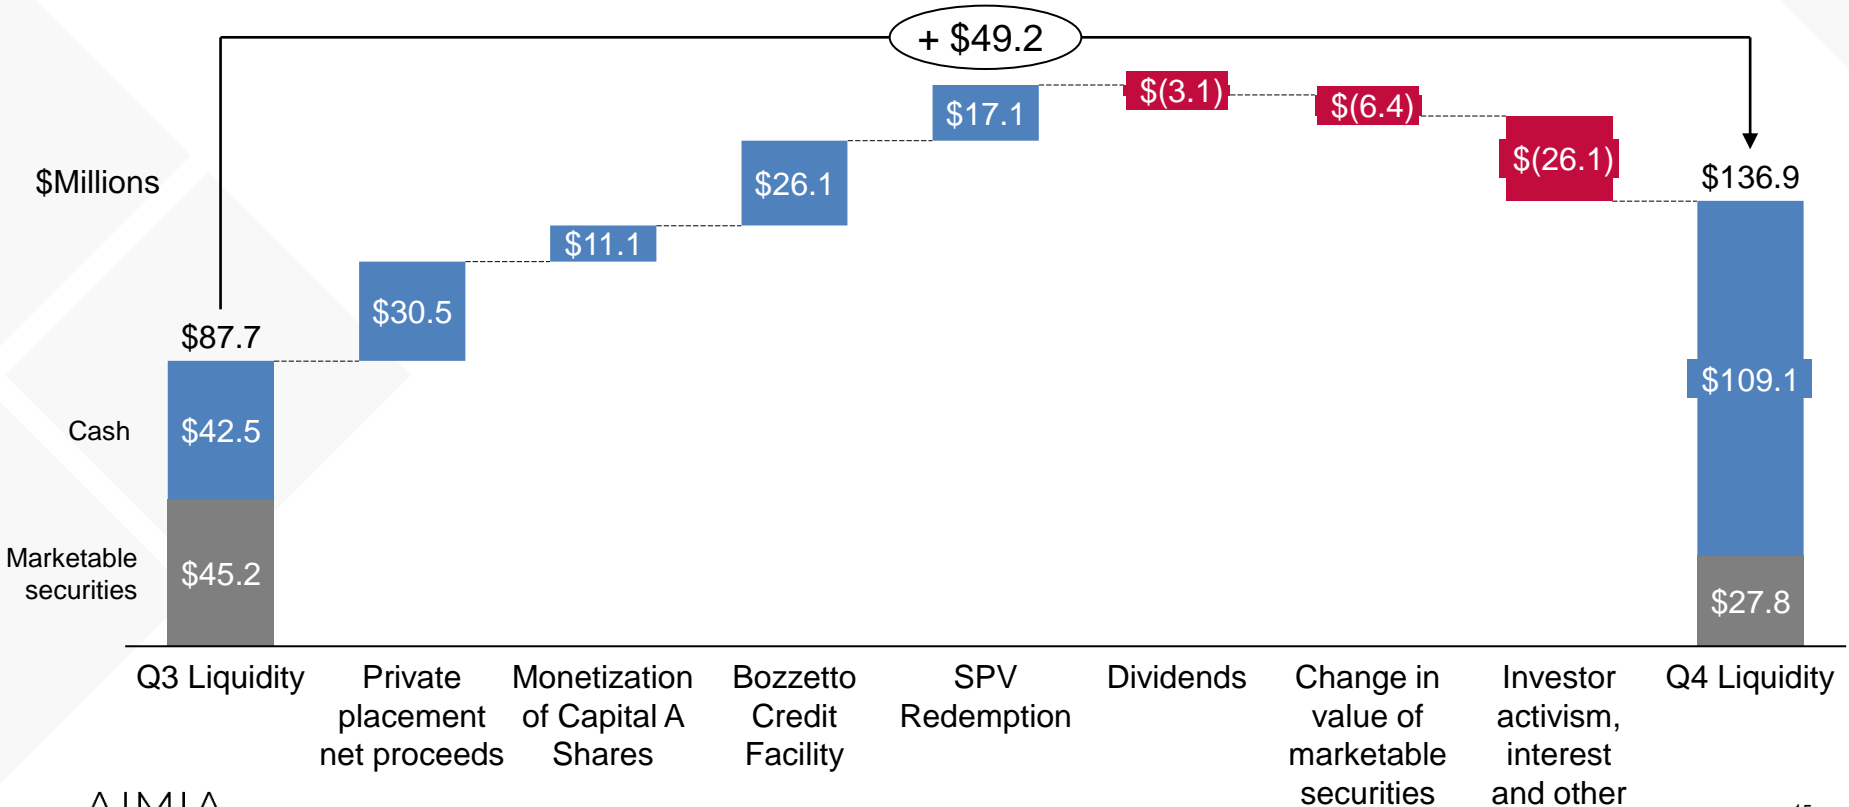 + $49.2
$Millions
$87.7
$30.5
$11.1
$26.1
$17.1
$(3.1)
$(6.4)
$(26.1)
$136.9
Cash
$42.5
$109.1
Marketable
securities
$45.2
$27.8
Q3 Liquidity
Private
placement
net proceeds
Monetization
of Capital A
Shares
Bozzetto
Credit
Facility
SPV
Redemption
Dividends
Change in
value of
marketable
securities
Investor
activism,
interest
and other
Q4 Liquidity
AIMIA